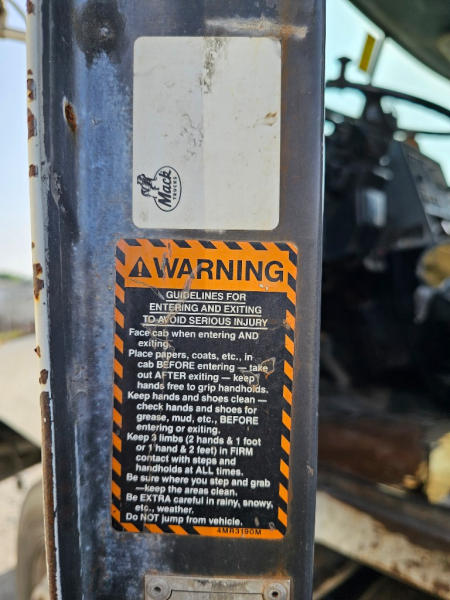 Mack
TRUCKS
WARNING
GUIDELINES FOR
ENTERING AND EXITING
TO AVOID SERIOUS INJURY
Face cab when entering AND
exiting.
Place papers, coats, etc., in
cab BEFORE entering — take
out AFTER exiting — keep
hands free to grip handholds.
Keep hands and shoes clean —
check hands and shoes for
grease, mud, etc., BEFORE
entering or exiting.
Keep 3 limbs (2 hands & 1 foot
or 1 hand & 2 feet) in FIRM
contact with steps and
handholds at ALL times.
Be sure where you step and grab
—keep the areas clean.
Be EXTRA careful in rainy, snowy,
etc., weather.
Do NOT jump from vehicle.
4MR3190M